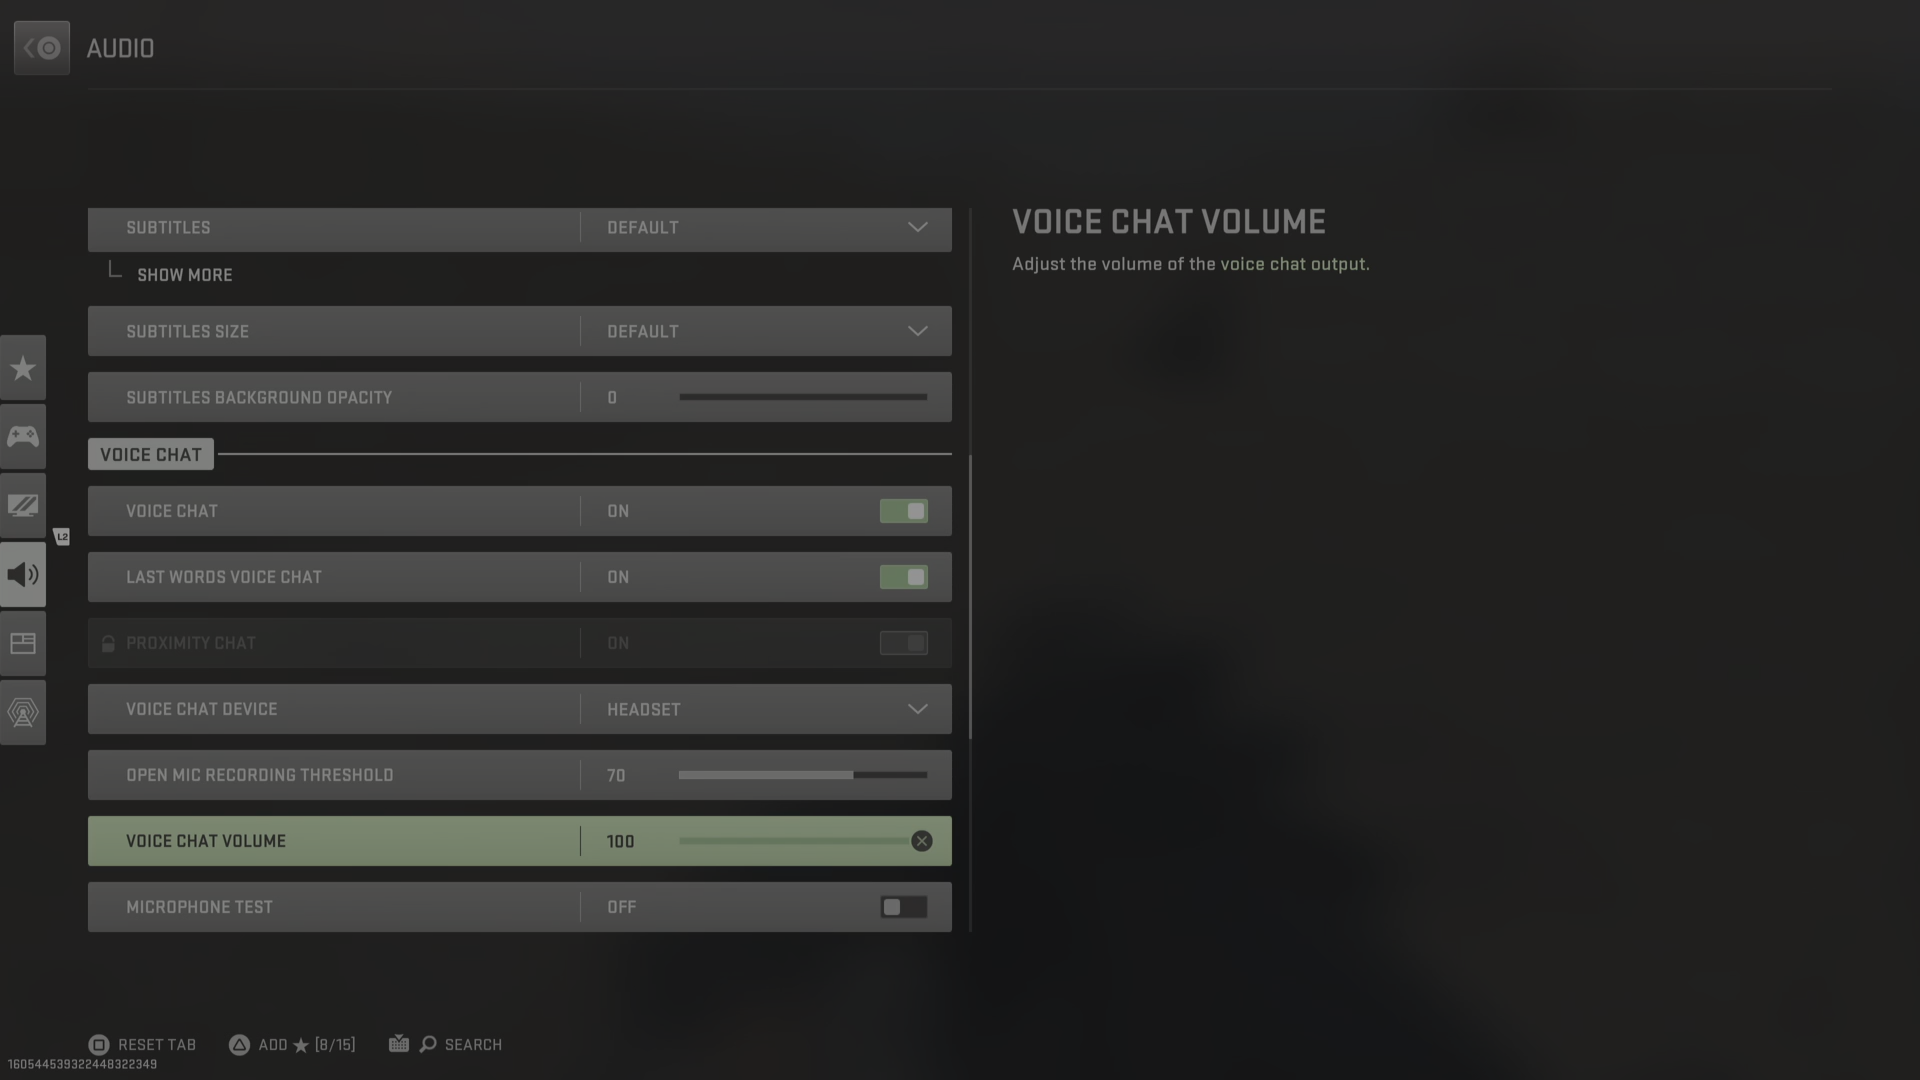 AUDIO
SUBTITLES DEFAULT
SHOW MORE
SUBTITLES SIZE DEFAULT
SUBTITLES BACKGROUND OPACITY 0
VOICE CHAT
VOICE CHAT ON
LAST WORDS VOICE CHAT ON
PROXIMITY CHAT ON
VOICE CHAT DEVICE HEADSET
OPEN MIC RECORDING THRESHOLD 70
VOICE CHAT VOLUME 100
MICROPHONE TEST OFF
VOICE CHAT VOLUME
Adjust the volume of the voice chat output.
L2
RESET TAB ADD ★ [8/15] SEARCH
160544539322448322349